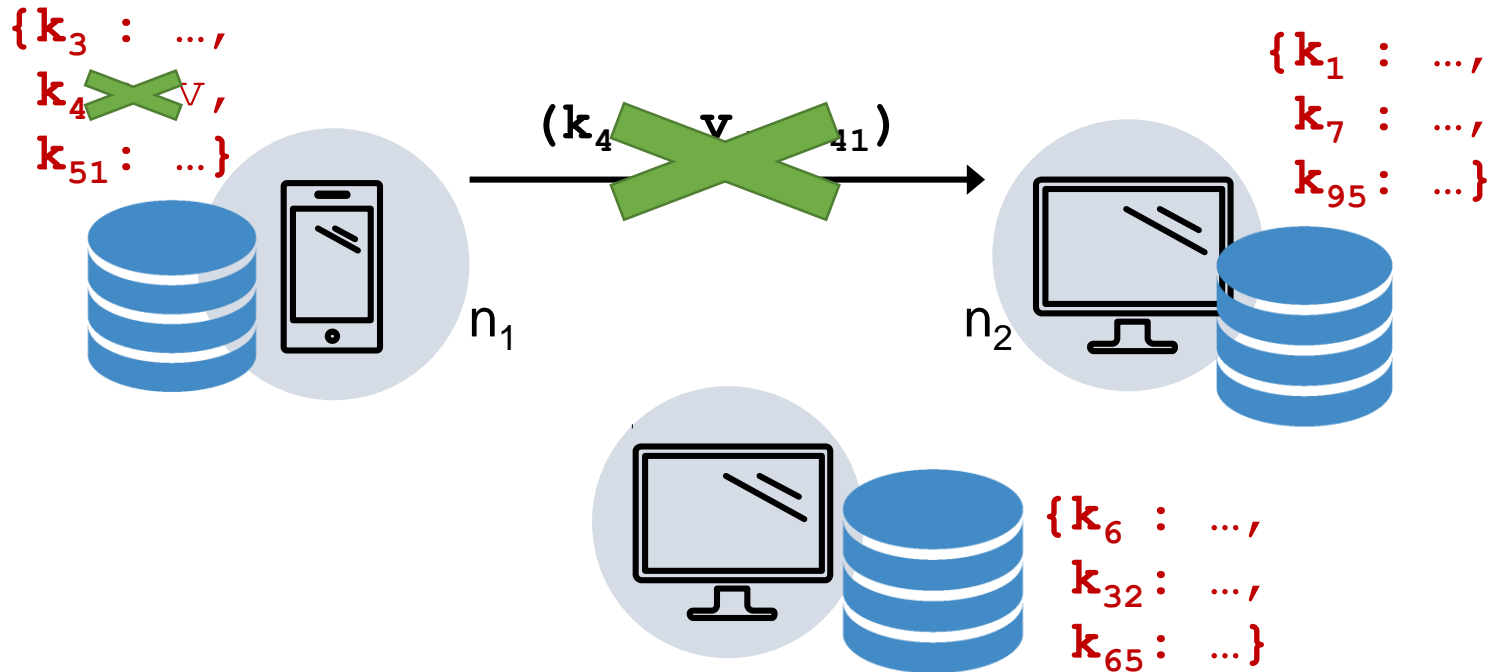 {k₃ : …,
k₄ v,
k₅₁: …}
(k₄ v ₄₁)
{k₁ : …,
k₇ : …,
k₉₅: …}
n₁
n₂
{k₆ : …,
k₃₂: …,
k₆₅: …}